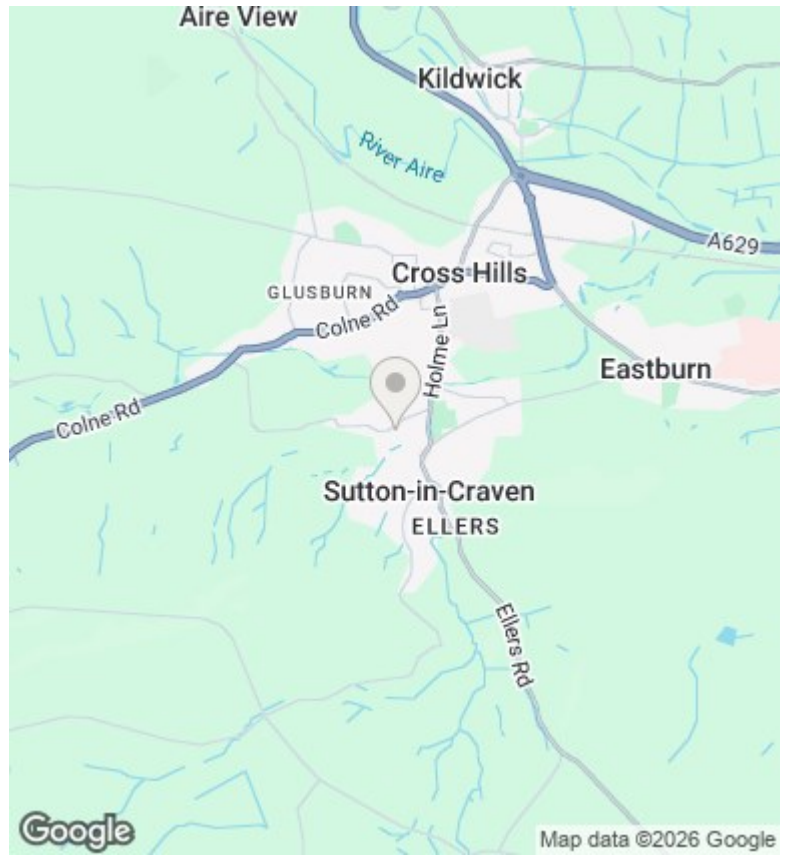 Aire View
Kildwick
River Aire
A629
Cross Hills
GLUSBURN
Colne Rd
Holme Ln
Eastburn
Colne Rd
Sutton-in-Craven
ELLERS
Ellers Rd
Google
Map data ©2026 Google